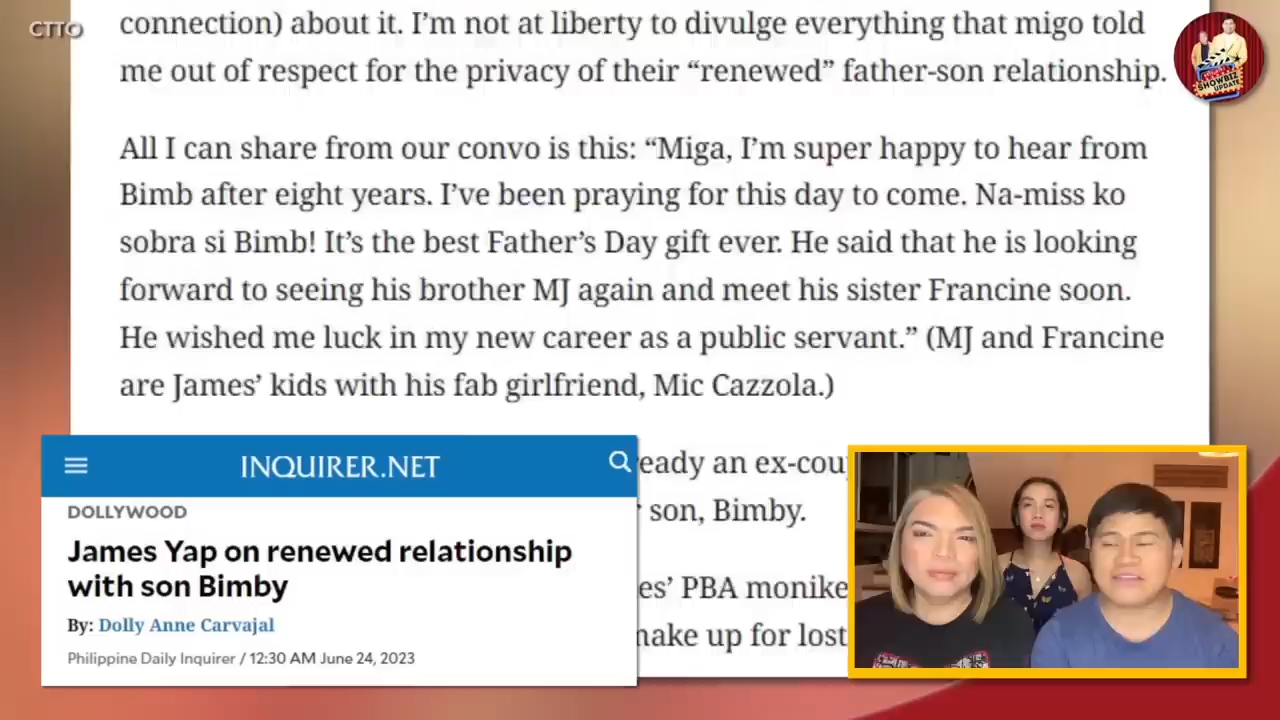 CTTO
connection) about it. I’m not at liberty to divulge everything that migo told
me out of respect for the privacy of their “renewed” father-son relationship.
All I can share from our convo is this: “Miga, I’m super happy to hear from
Bimb after eight years. I’ve been praying for this day to come. Na-miss ko
sobra si Bimb! It’s the best Father’s Day gift ever. He said that he is looking
forward to seeing his brother MJ again and meet his sister Francine soon.
He wished me luck in my new career as a public servant.” (MJ and Francine
are James’ kids with his fab girlfriend, Mic Cazzola.)
an ex-
son, Bimby.
PBA
up for lost
INQUIRER.NET
DOLLYWOOD
James Yap on renewed relationship
with son Bimby
By: Dolly Anne Carvajal
Philippine Daily Inquirer / 12:30 AM June 24, 2023
SHOWBIZ
UPDATE